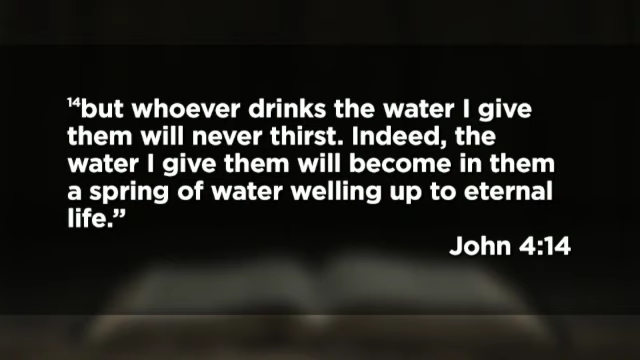 ¹⁴but whoever drinks the water I give
them will never thirst. Indeed, the
water I give them will become in them
a spring of water welling up to eternal
life.”
John 4:14